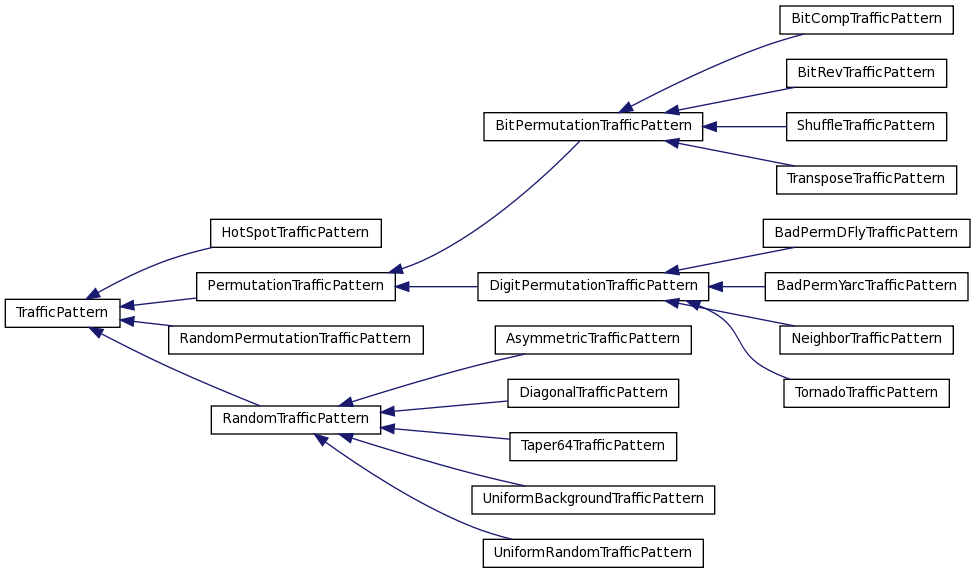 BitCompTrafficPattern
BitRevTrafficPattern
BitPermutationTrafficPattern
ShuffleTrafficPattern
TransposeTrafficPattern
HotSpotTrafficPattern
BadPermDFlyTrafficPattern
PermutationTrafficPattern
DigitPermutationTrafficPattern
BadPermYarcTrafficPattern
TrafficPattern
RandomPermutationTrafficPattern
AsymmetricTrafficPattern
NeighborTrafficPattern
DiagonalTrafficPattern
TornadoTrafficPattern
RandomTrafficPattern
Taper64TrafficPattern
UniformBackgroundTrafficPattern
UniformRandomTrafficPattern